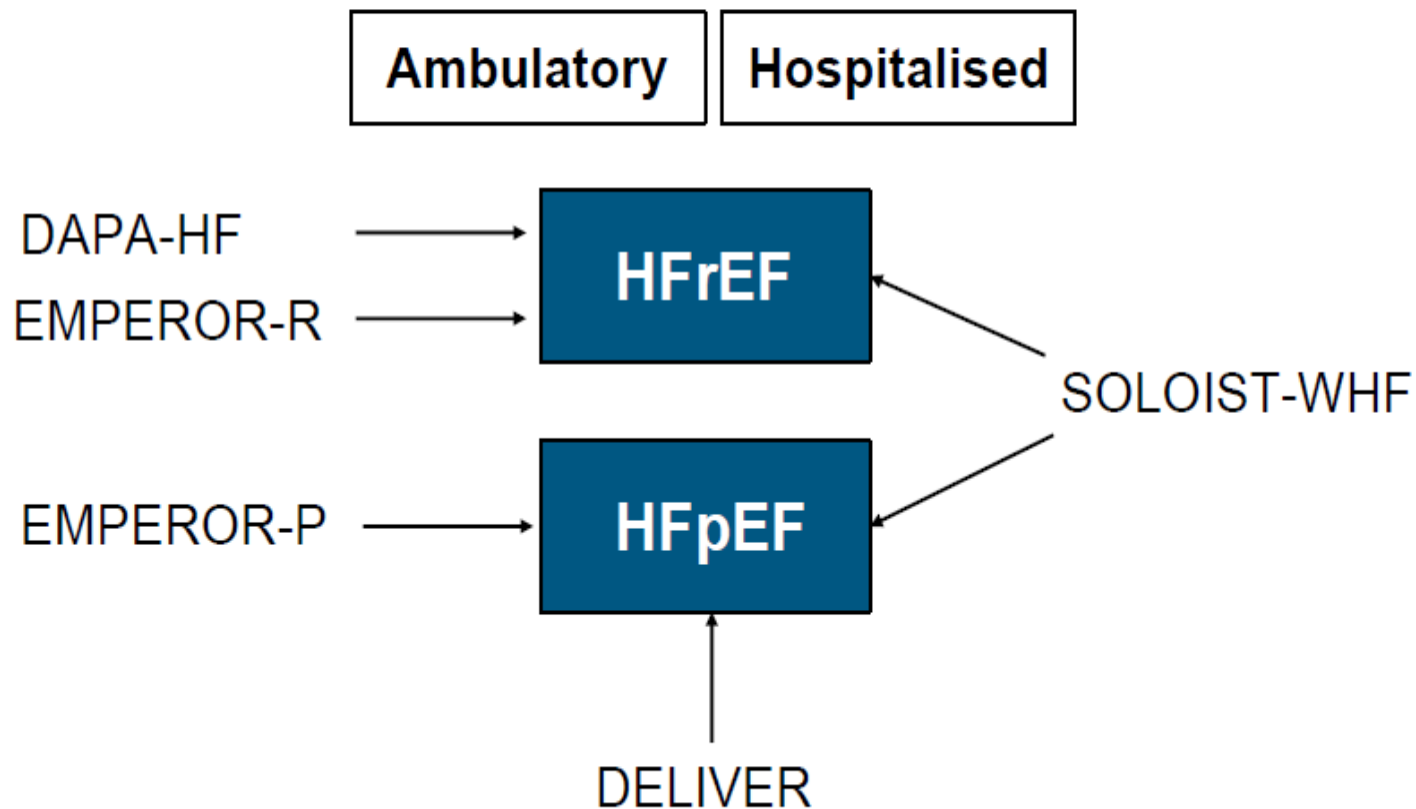 Ambulatory
Hospitalised
DAPA-HF
HFrEF
EMPEROR-R
SOLOIST-WHF
EMPEROR-P
HFpEF
DELIVER